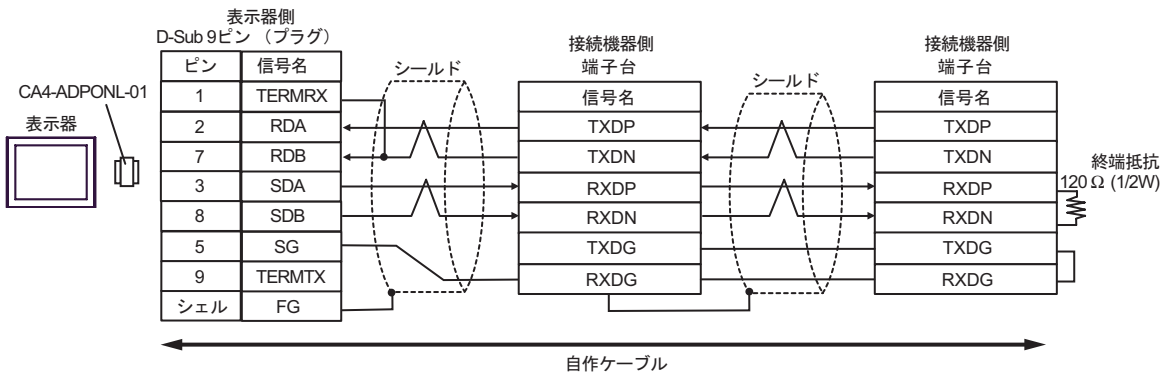 表示器側
D-Sub 9ピン （プラグ）
ピン 信号名
1 TERMRX
2 RDA
7 RDB
3 SDA
8 SDB
5 SG
9 TERMTX
シェル FG
CA4-ADPONL-01
表示器
シールド
接続機器側
端子台
信号名
TXDP
TXDN
RXDP
RXDN
TXDG
RXDG
シールド
接続機器側
端子台
信号名
TXDP
TXDN
RXDP
RXDN
TXDG
RXDG
終端抵抗
120 Ω (1/2W)
自作ケーブル